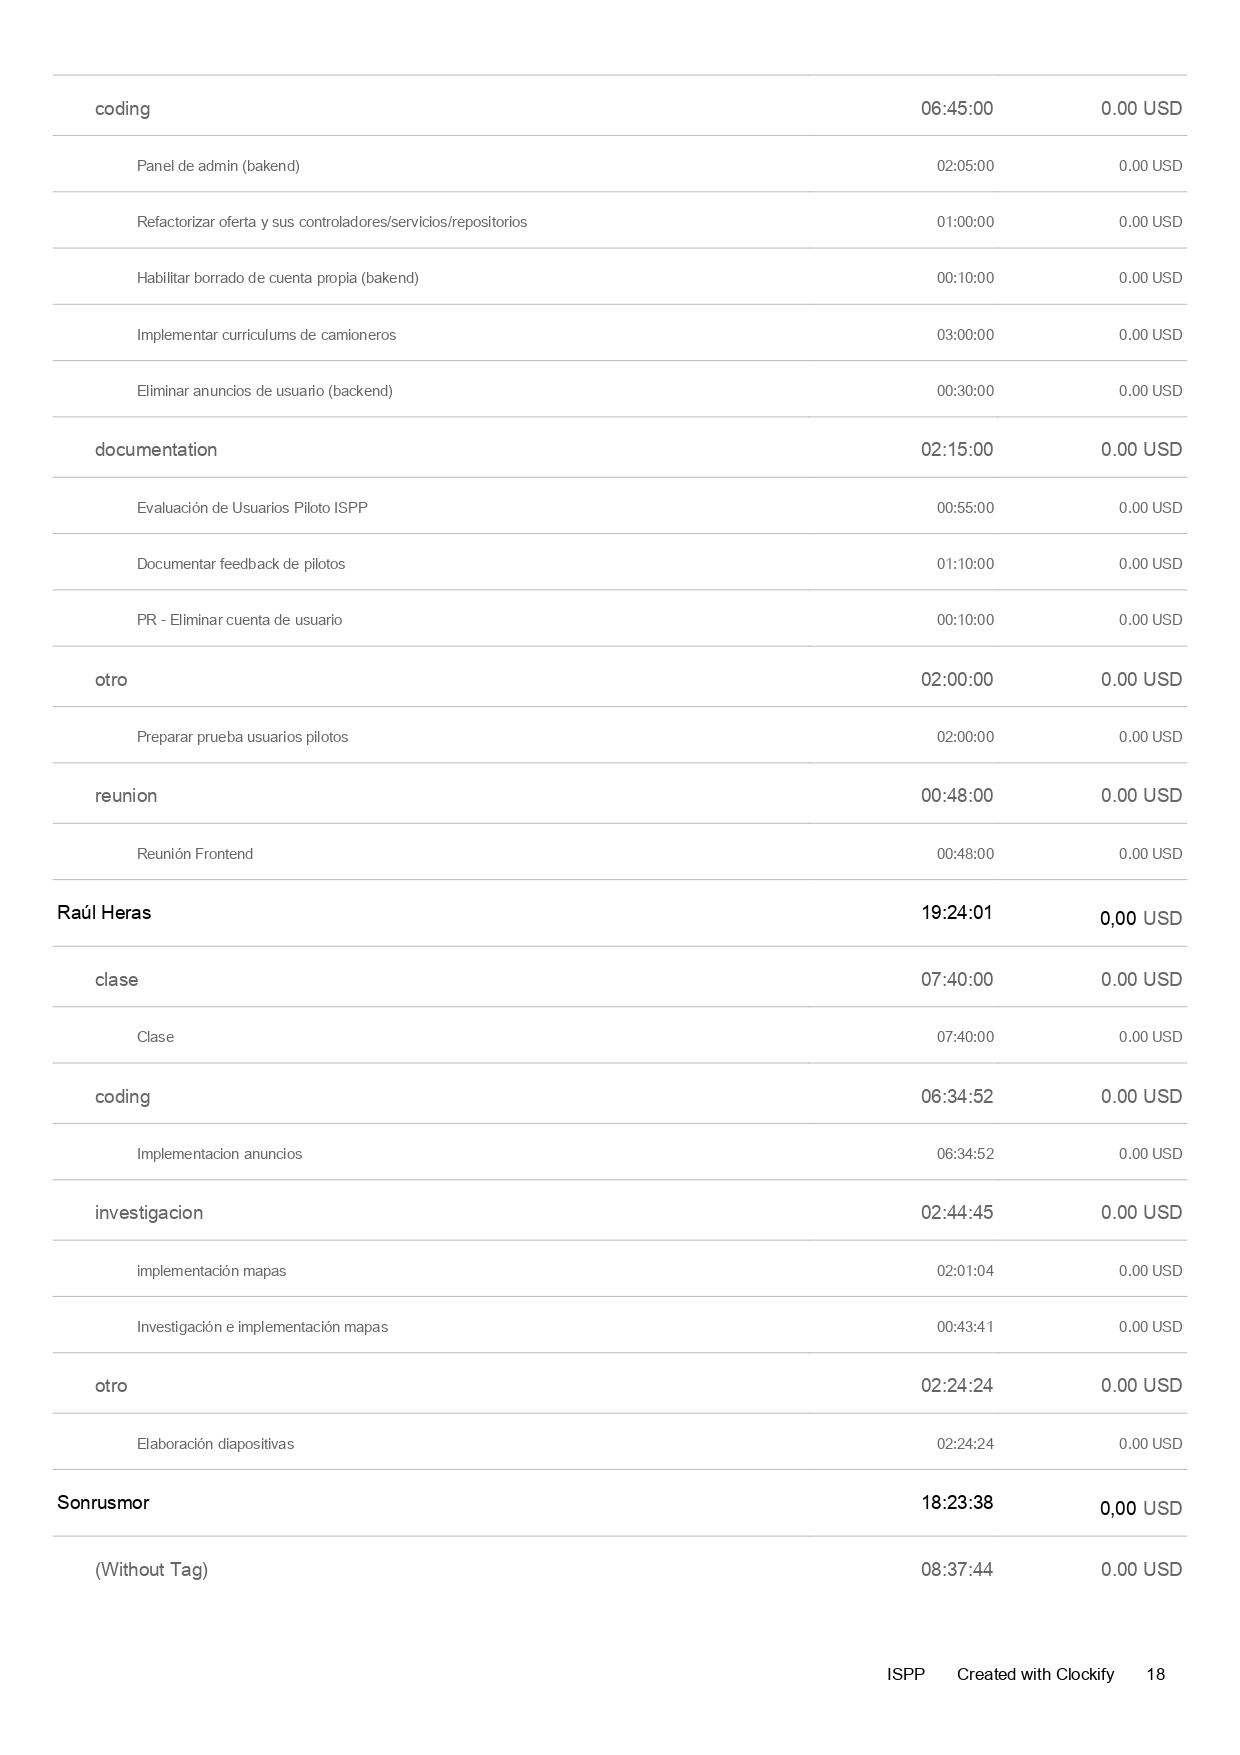 coding 06:45:00 0.00 USD
Panel de admin (bakend) 02:05:00 0.00 USD
Refactorizar oferta y sus controladores/servicios/repositorios 01:00:00 0.00 USD
Habilitar borrado de cuenta propia (bakend) 00:10:00 0.00 USD
Implementar curriculums de camioneros 03:00:00 0.00 USD
Eliminar anuncios de usuario (backend) 00:30:00 0.00 USD
documentation 02:15:00 0.00 USD
Evaluación de Usuarios Piloto ISPP 00:55:00 0.00 USD
Documentar feedback de pilotos 01:10:00 0.00 USD
PR - Eliminar cuenta de usuario 00:10:00 0.00 USD
otro 02:00:00 0.00 USD
Preparar prueba usuarios pilotos 02:00:00 0.00 USD
reunion 00:48:00 0.00 USD
Reunión Frontend 00:48:00 0.00 USD
Raúl Heras 19:24:01 0,00 USD
clase 07:40:00 0.00 USD
Clase 07:40:00 0.00 USD
coding 06:34:52 0.00 USD
Implementacion anuncios 06:34:52 0.00 USD
investigacion 02:44:45 0.00 USD
implementación mapas 02:01:04 0.00 USD
Investigación e implementación mapas 00:43:41 0.00 USD
otro 02:24:24 0.00 USD
Elaboración diapositivas 02:24:24 0.00 USD
Sonrusmor 18:23:38 0,00 USD
(Without Tag) 08:37:44 0.00 USD
ISPP Created with Clockify 18